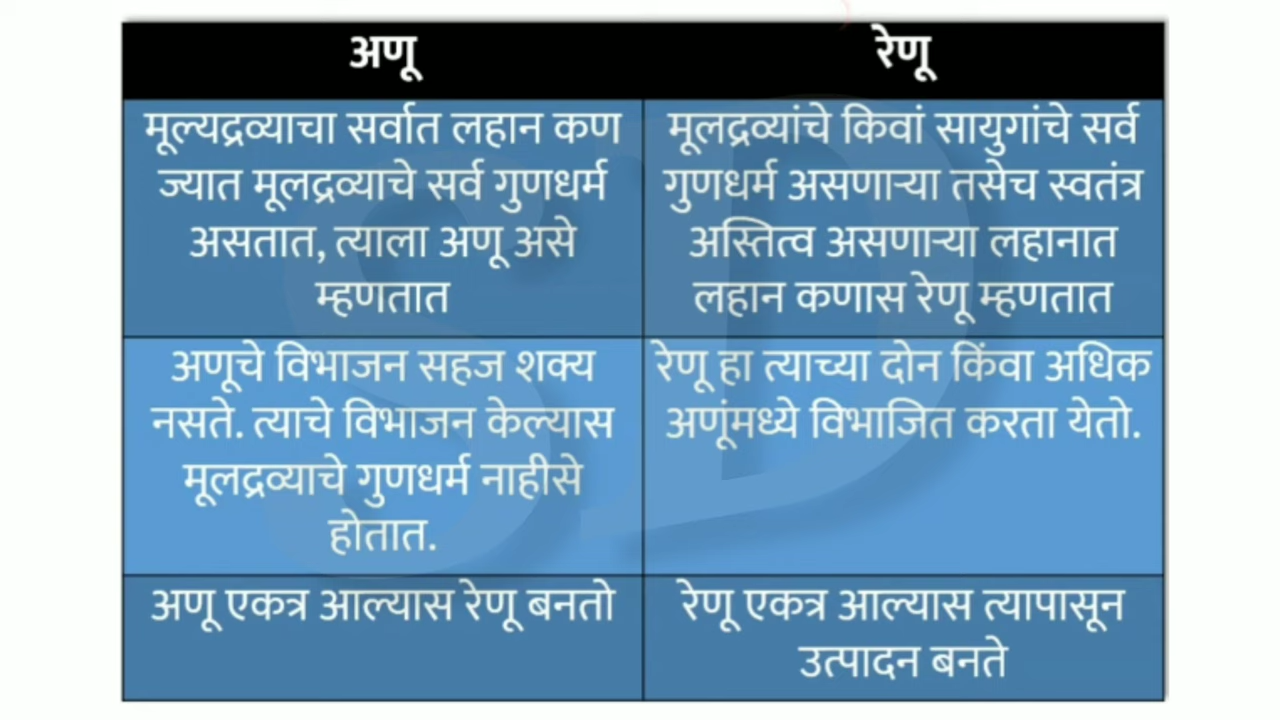 अणू
रेणू
मूल्यद्रव्याचा सर्वात लहान कण
ज्यात मूलद्रव्याचे सर्व गुणधर्म
असतात, त्याला अणू असे
म्हणतात
मूलद्रव्यांचे किवां सायुगांचे सर्व
गुणधर्म असणाऱ्या तसेच स्वतंत्र
अस्तित्व असणाऱ्या लहानात
लहान कणास रेणू म्हणतात
अणूचे विभाजन सहज शक्य
नसते. त्याचे विभाजन केल्यास
मूलद्रव्याचे गुणधर्म नाहीसे
होतात.
रेणू हा त्याच्या दोन किंवा अधिक
अणूंमध्ये विभाजित करता येतो.
अणू एकत्र आल्यास रेणू बनतो
रेणू एकत्र आल्यास त्यापासून
उत्पादन बनते